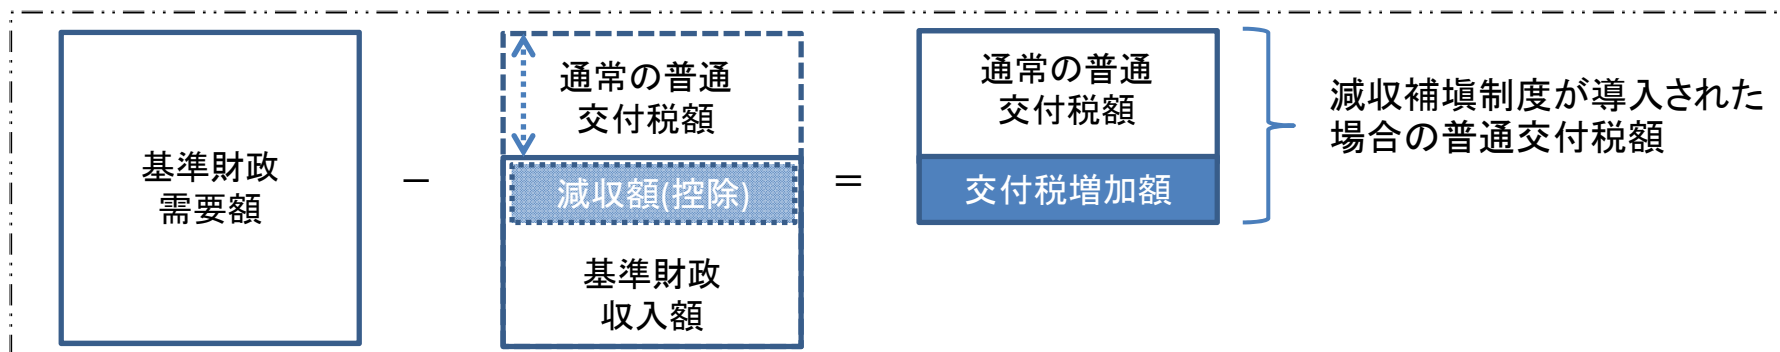 基準財政
需要額
－
通常の普通
交付税額
減収額(控除)
基準財政
収入額
＝
通常の普通
交付税額
交付税増加額
減収補塡制度が導入された
場合の普通交付税額